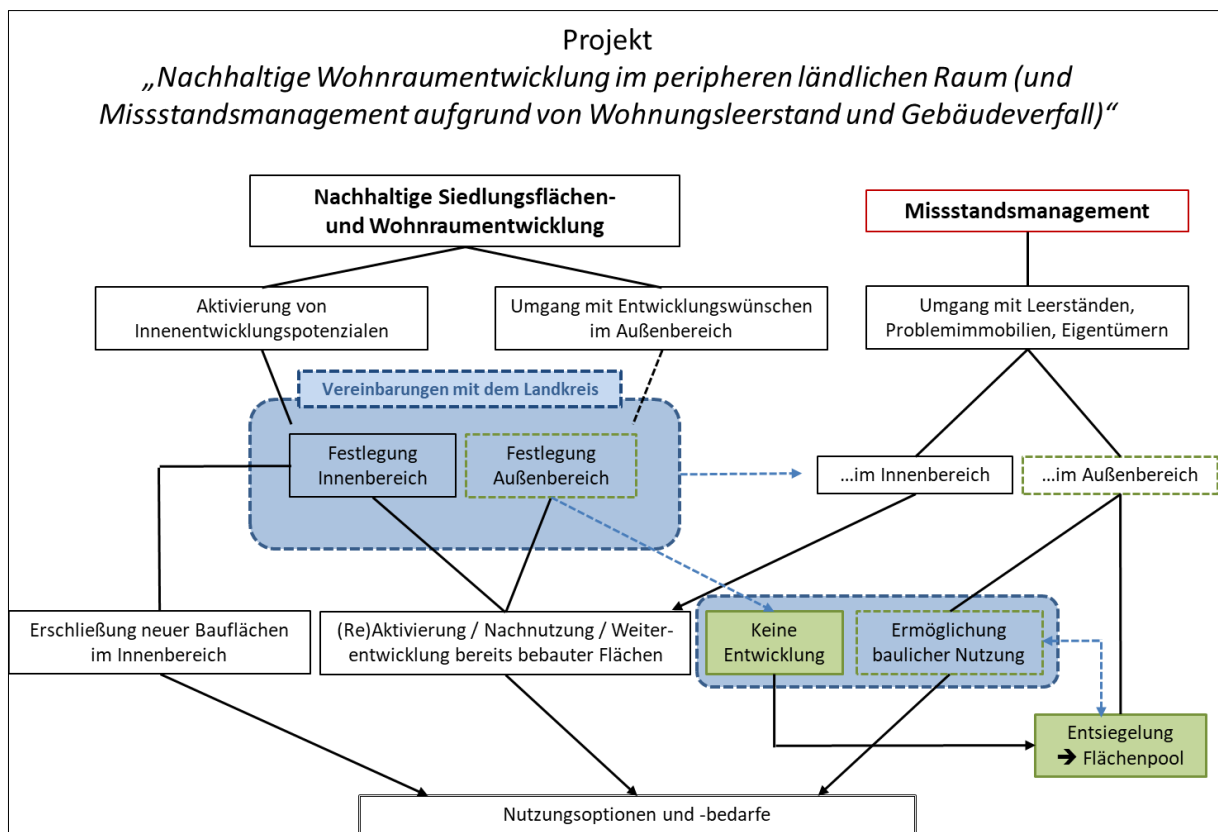 Projekt
„Nachhaltige Wohnraumentwicklung im peripheren ländlichen Raum (und
Missstandsmanagement aufgrund von Wohnungsleerstand und Gebäudeverfall)“
Nachhaltige Siedlungsflächen-
und Wohnraumentwicklung
Missstandsmanagement
Aktivierung von
Innenentwicklungspotenzialen
Umgang mit Entwicklungswünschen
im Außenbereich
Umgang mit Leerständen,
Problemimmobilien, Eigentümern
Vereinbarungen mit dem Landkreis
Festlegung
Innenbereich
Festlegung
Außenbereich
...im Innenbereich
...im Außenbereich
Erschließung neuer Bauflächen
im Innenbereich
(Re)Aktivierung / Nachnutzung / Weiter-
entwicklung bereits bebauter Flächen
Keine
Entwicklung
Ermöglichung
baulicher Nutzung
Entsiegelung
➔ Flächenpool
Nutzungsoptionen und -bedarfe